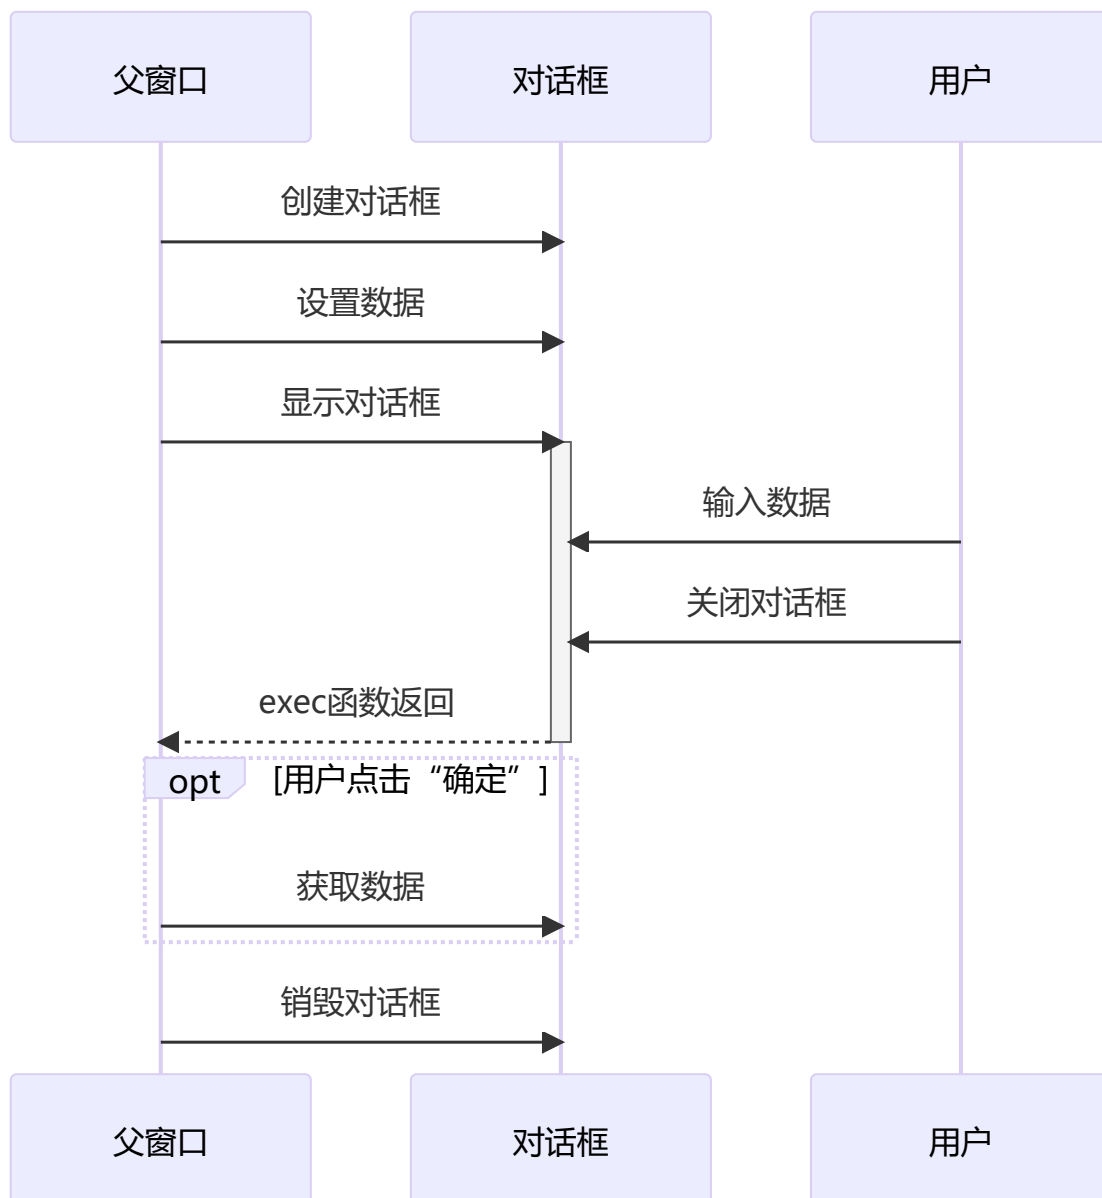 父窗口
对话框
用户
创建对话框
设置数据
显示对话框
输入数据
关闭对话框
exec函数返回
opt
[用户点击“确定”]
获取数据
销毁对话框
父窗口
对话框
用户